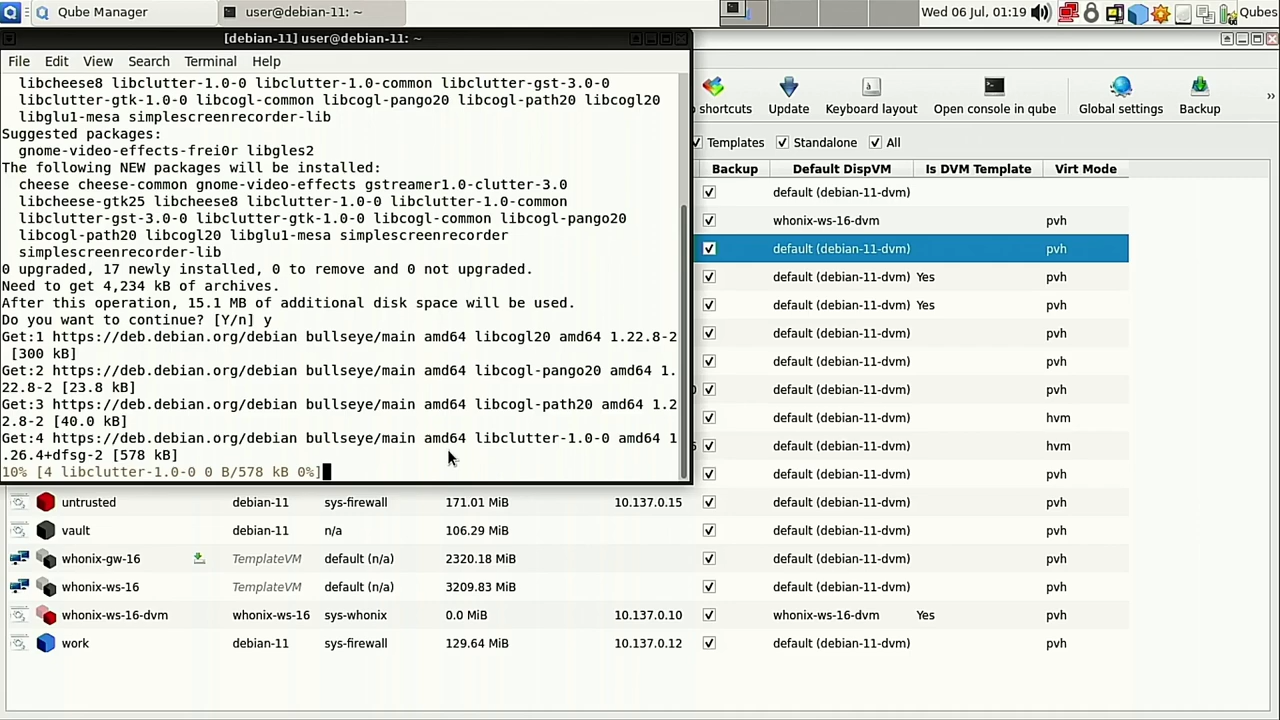 Qube Manager
user@debian-11: ~
Wed 06 Jul, 01:19
Qubes
[debian-11] user@debian-11: ~
File Edit View Search Terminal Help
libcheese8 libclutter-1.0-0 libclutter-1.0-common libclutter-gst-3.0-0
libclutter-gtk-1.0-0 libcogl-common libcogl-pango20 libcogl-path20 libcogl20
libglu1-mesa simplescreenrecorder-lib
Suggested packages:
gnome-video-effects-frei0r libgles2
The following NEW packages will be installed:
cheese cheese-common gnome-video-effects gstreamer1.0-clutter-3.0
libcheese-gtk25 libcheese8 libclutter-1.0-0 libclutter-1.0-common
libclutter-gst-3.0-0 libclutter-gtk-1.0-0 libcogl-common libcogl-pango20
libcogl-path20 libcogl20 libglu1-mesa simplescreenrecorder
simplescreenrecorder-lib
0 upgraded, 17 newly installed, 0 to remove and 0 not upgraded.
Need to get 4,234 kB of archives.
After this operation, 15.1 MB of additional disk space will be used.
Do you want to continue? [Y/n] y
Get:1 https://deb.debian.org/debian bullseye/main amd64 libcogl20 amd64 1.22.8-2
[300 kB]
Get:2 https://deb.debian.org/debian bullseye/main amd64 libcogl-pango20 amd64 1.
22.8-2 [23.8 kB]
Get:3 https://deb.debian.org/debian bullseye/main amd64 libcogl-path20 amd64 1.2
2.8-2 [40.0 kB]
Get:4 https://deb.debian.org/debian bullseye/main amd64 libclutter-1.0-0 amd64 1
.26.4+dfsg-2 [578 kB]
10% [4 libclutter-1.0-0 0 B/578 kB 0%]
shortcuts Update Keyboard layout Open console in qube Global settings Backup »
Templates Standalone All
Backup Default DispVM Is DVM Template Virt Mode
default (debian-11-dvm)
whonix-ws-16-dvm pvh
default (debian-11-dvm) pvh
default (debian-11-dvm) Yes pvh
default (debian-11-dvm) Yes pvh
default (debian-11-dvm) pvh
default (debian-11-dvm) pvh
default (debian-11-dvm) pvh
default (debian-11-dvm) hvm
default (debian-11-dvm) hvm
default (debian-11-dvm) pvh
untrusted debian-11 sys-firewall 171.01 MiB 10.137.0.15 default (debian-11-dvm) pvh
vault debian-11 n/a 106.29 MiB default (debian-11-dvm) pvh
whonix-gw-16 TemplateVM default (n/a) 2320.18 MiB default (debian-11-dvm) pvh
whonix-ws-16 TemplateVM default (n/a) 3209.83 MiB default (debian-11-dvm) pvh
whonix-ws-16-dvm whonix-ws-16 sys-whonix 0.0 MiB 10.137.0.10 whonix-ws-16-dvm Yes pvh
work debian-11 sys-firewall 129.64 MiB 10.137.0.12 default (debian-11-dvm) pvh